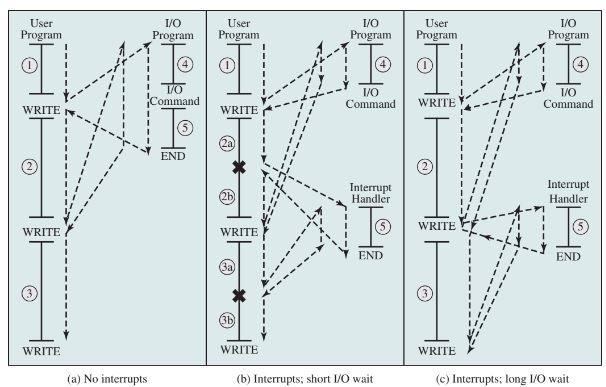 User
Program
I/O
Program
1
4
I/O
Command
WRITE
5
END
2
WRITE
3
WRITE
(a) No interrupts
User
Program
I/O
Program
1
4
I/O
Command
WRITE
2a
2b
Interrupt
Handler
5
WRITE
END
3a
3b
WRITE
(b) Interrupts; short I/O wait
User
Program
I/O
Program
1
4
I/O
Command
WRITE
2
Interrupt
Handler
5
WRITE
END
3
WRITE
(c) Interrupts; long I/O wait